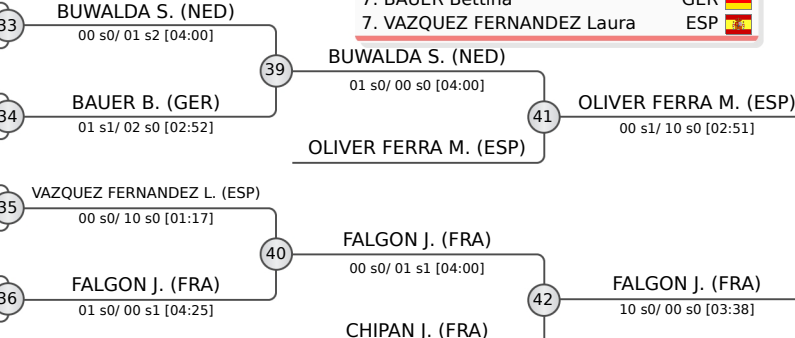 7. BAUER Bettina GER
7. VAZQUEZ FERNANDEZ Laura ESP
33
BUWALDA S. (NED)
00 s0/ 01 s2 [04:00]
39
BUWALDA S. (NED)
01 s0/ 00 s0 [04:00]
34
BAUER B. (GER)
01 s1/ 02 s0 [02:52]
41
OLIVER FERRA M. (ESP)
00 s1/ 10 s0 [02:51]
OLIVER FERRA M. (ESP)
35
VAZQUEZ FERNANDEZ L. (ESP)
00 s0/ 10 s0 [01:17]
40
FALGON J. (FRA)
00 s0/ 01 s1 [04:00]
36
FALGON J. (FRA)
01 s0/ 00 s1 [04:25]
42
FALGON J. (FRA)
10 s0/ 00 s0 [03:38]
CHIPAN J. (FRA)